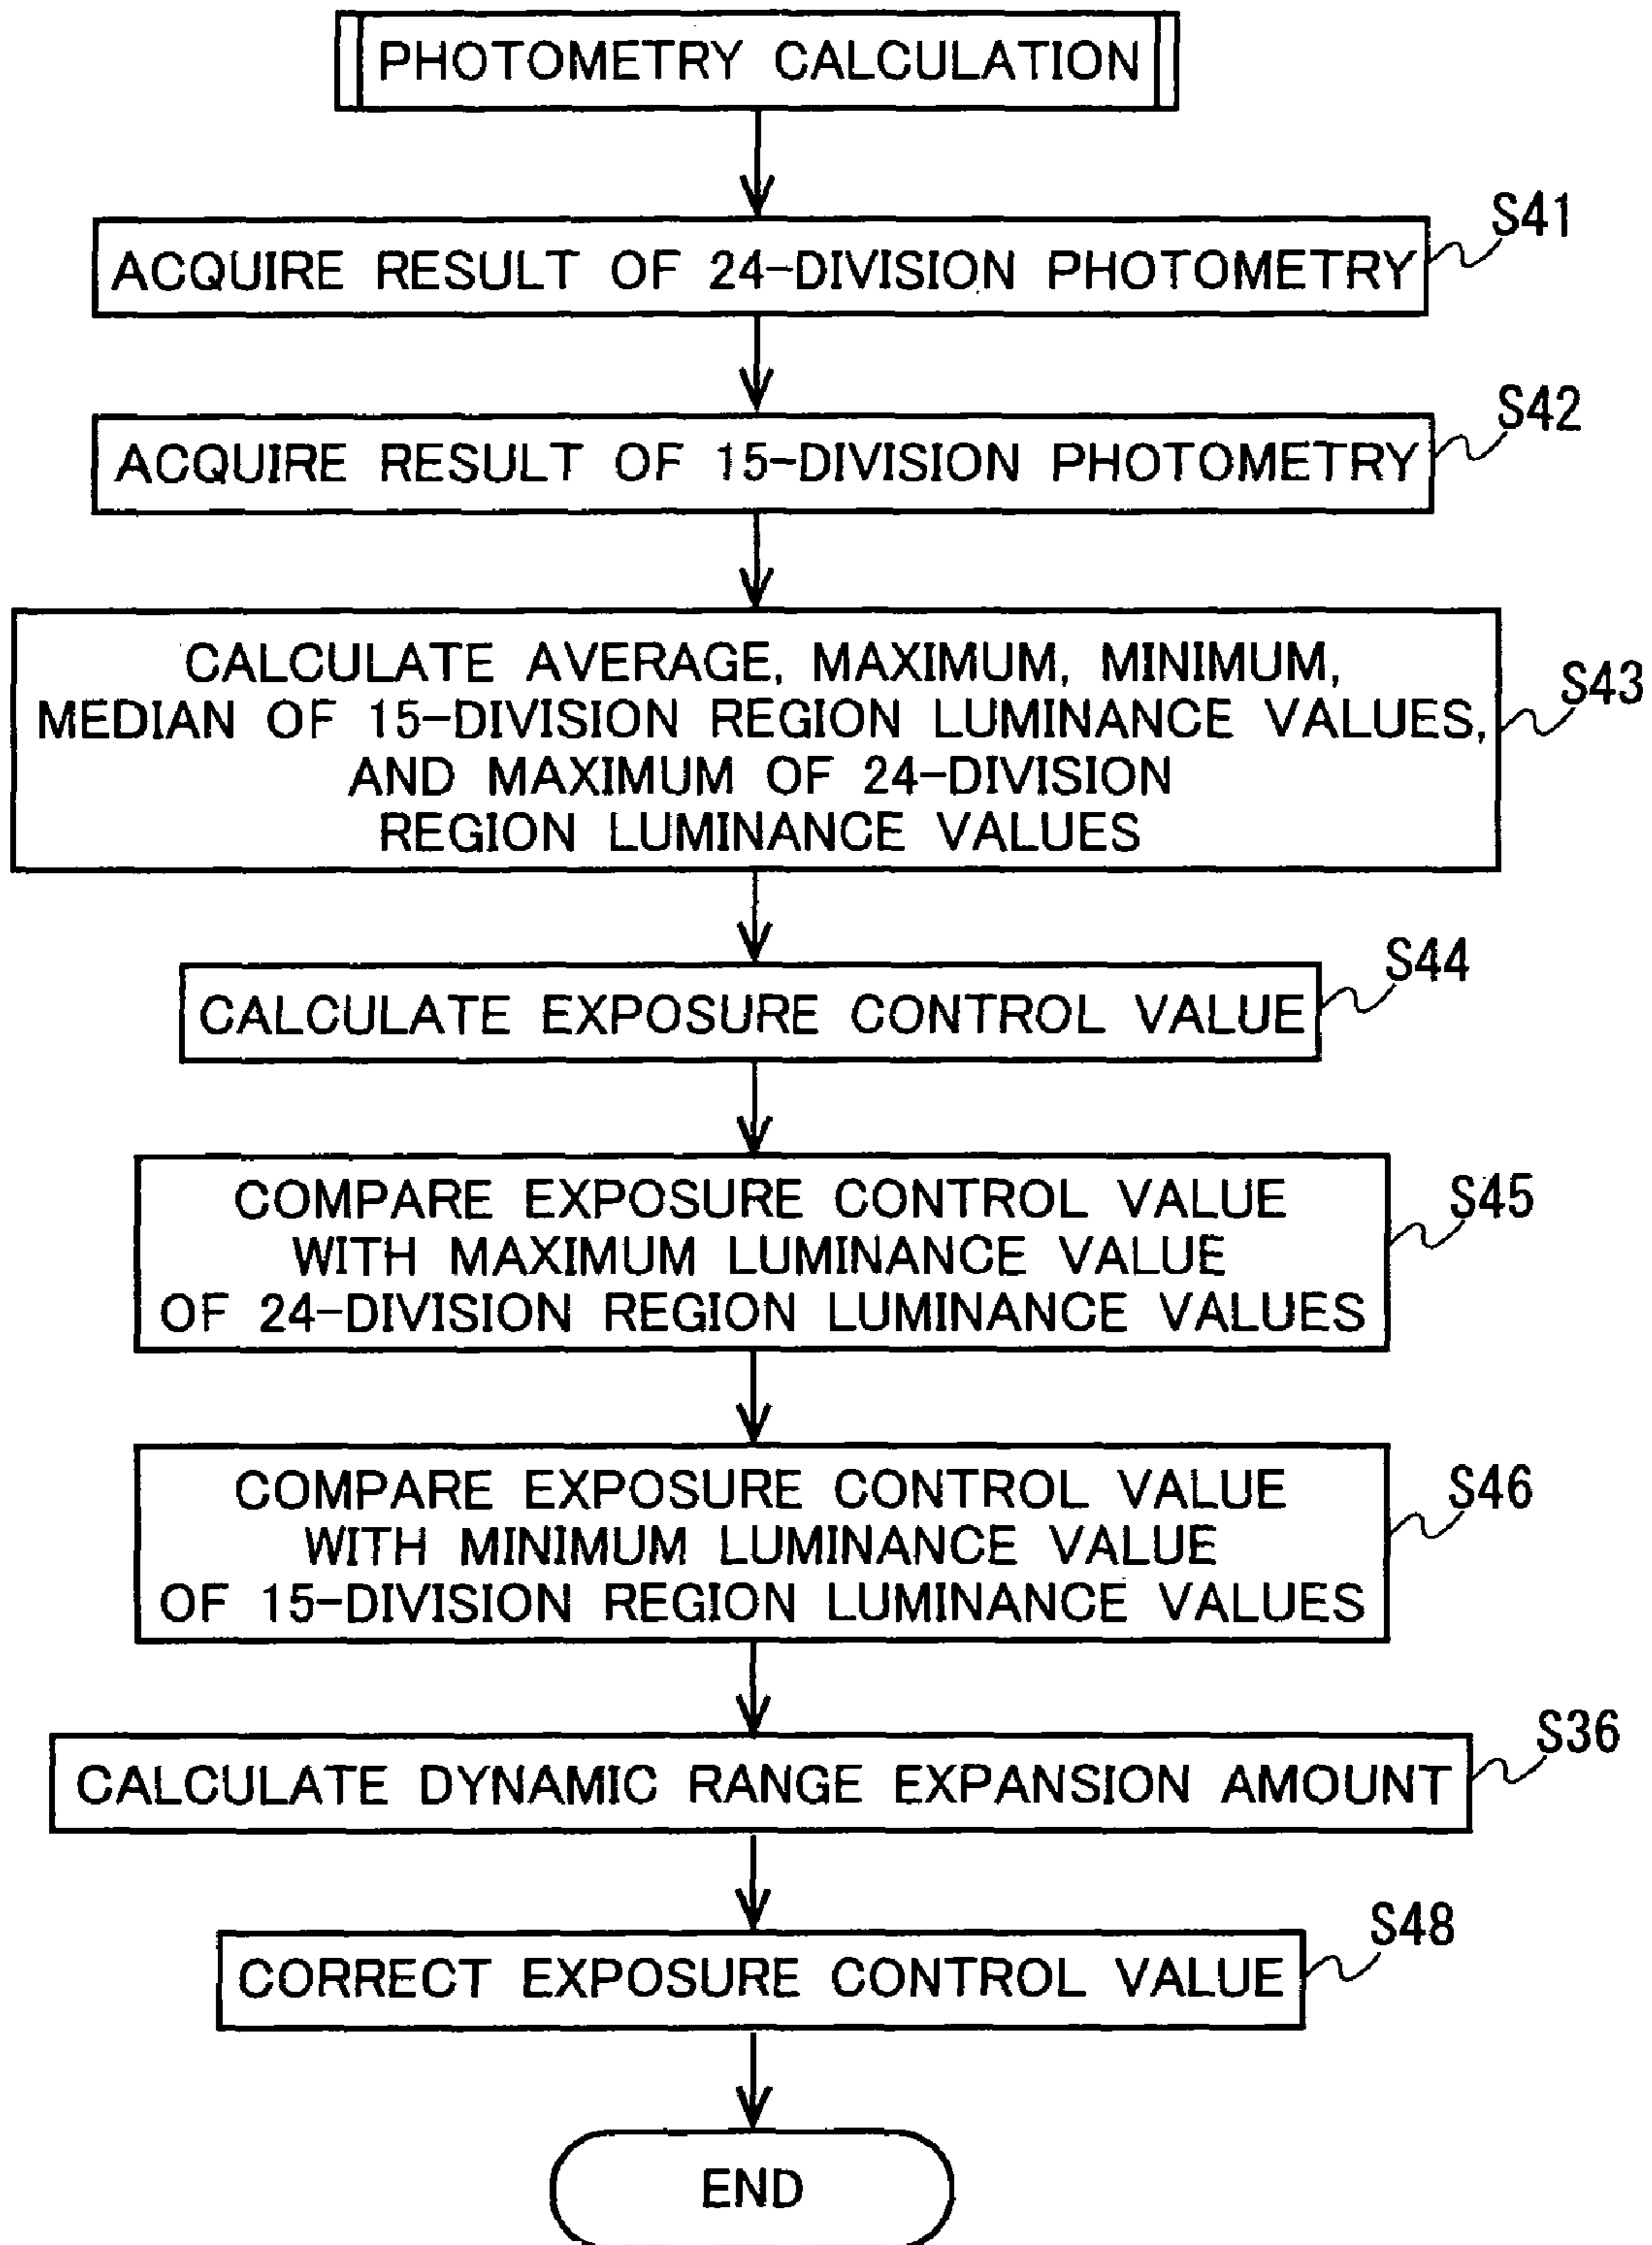 PHOTOMETRY CALCULATION
S41
ACQUIRE RESULT OF 24-DIVISION PHOTOMETRY
S42
ACQUIRE RESULT OF 15-DIVISION PHOTOMETRY
S43
CALCULATE AVERAGE, MAXIMUM, MINIMUM,
MEDIAN OF 15-DIVISION REGION LUMINANCE VALUES,
AND MAXIMUM OF 24-DIVISION
REGION LUMINANCE VALUES
S44
CALCULATE EXPOSURE CONTROL VALUE
S45
COMPARE EXPOSURE CONTROL VALUE
WITH MAXIMUM LUMINANCE VALUE
OF 24-DIVISION REGION LUMINANCE VALUES
S46
COMPARE EXPOSURE CONTROL VALUE
WITH MINIMUM LUMINANCE VALUE
OF 15-DIVISION REGION LUMINANCE VALUES
S36
CALCULATE DYNAMIC RANGE EXPANSION AMOUNT
S48
CORRECT EXPOSURE CONTROL VALUE
END